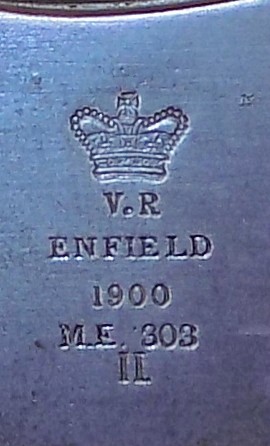 V.R
ENFIELD
1900
M.E. 303
II